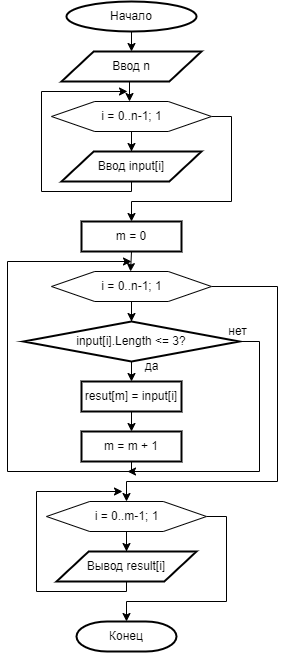 Начало
Ввод n
i = 0..n-1; 1
Ввод input[i]
m = 0
i = 0..n-1; 1
input[i].Length <= 3?
нет
да
resut[m] = input[i]
m = m + 1
i = 0..m-1; 1
Вывод result[i]
Конец